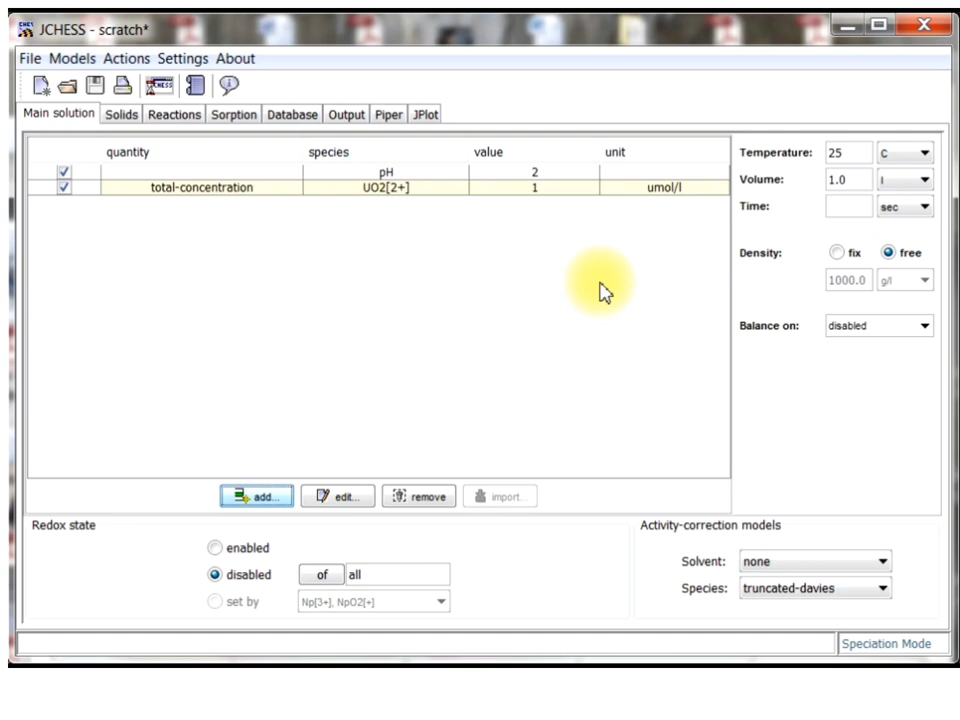 JCHESS - scratch*
File Models Actions Settings About
CHESS
Main solution Solids Reactions Sorption Database Output Piper JPlot
quantity species value unit
pH 2
total-concentration UO2[2+] 1 umol/l
Temperature: 25 C
Volume: 1.0 l
Time: sec
Density: fix free
1000.0 g/l
Balance on: disabled
add... edit... remove import...
Redox state
enabled
disabled of all
set by Np[3+], NpO2[+]
Activity-correction models
Solvent: none
Species: truncated-davies
Speciation Mode